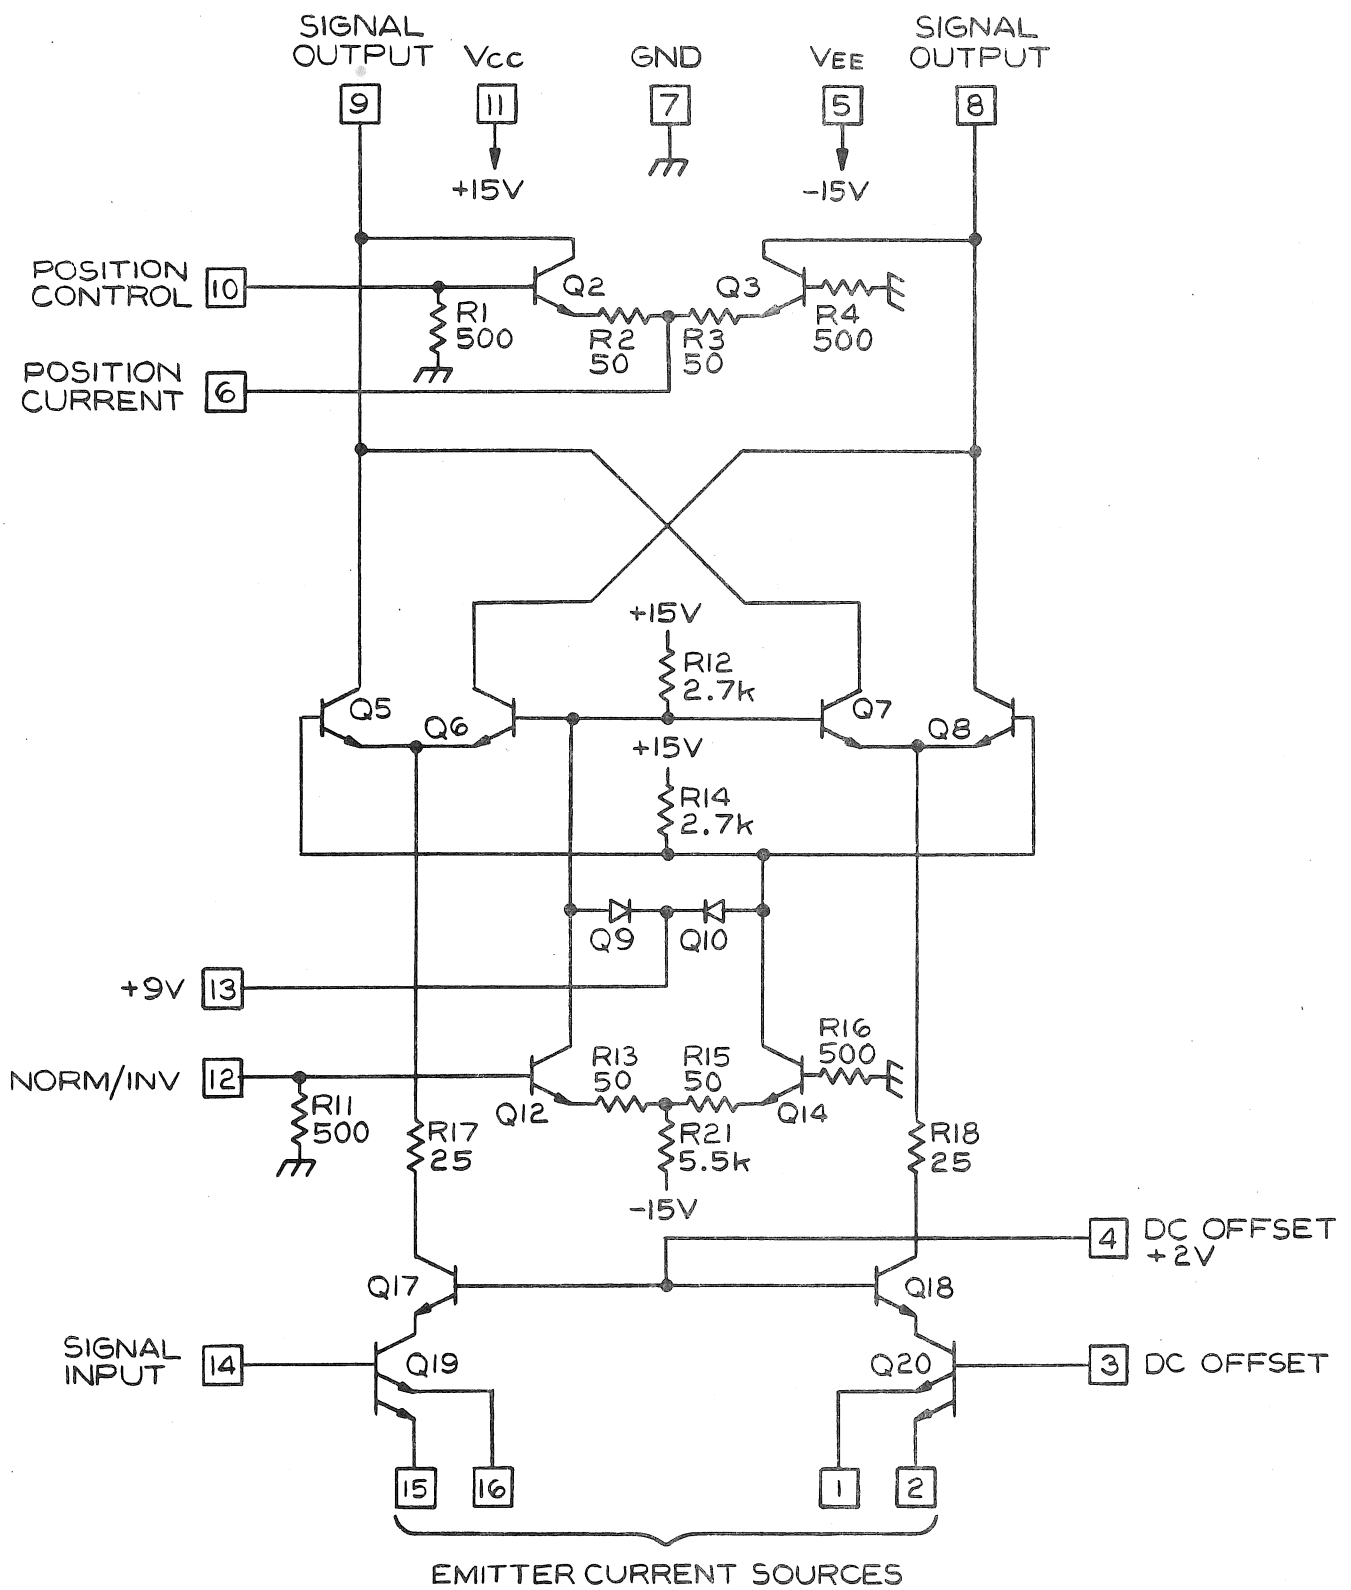 SIGNAL
OUTPUT
VCC
GND
VEE
SIGNAL
OUTPUT
9
11
7
5
8
+15V
-15V
POSITION
CONTROL
10
Q2
Q3
R1
500
R2
50
R3
50
R4
500
POSITION
CURRENT
6
+15V
R12
2.7k
Q5
Q6
Q7
Q8
+15V
R14
2.7k
Q9
Q10
+9V
13
NORM/INV
12
R13
50
R15
50
R16
500
Q12
Q14
R11
500
R17
25
R21
5.5k
R18
25
-15V
4
DC OFFSET
+2V
Q17
Q18
SIGNAL
INPUT
14
Q19
Q20
3
DC OFFSET
15
16
1
2
EMITTER CURRENT SOURCES